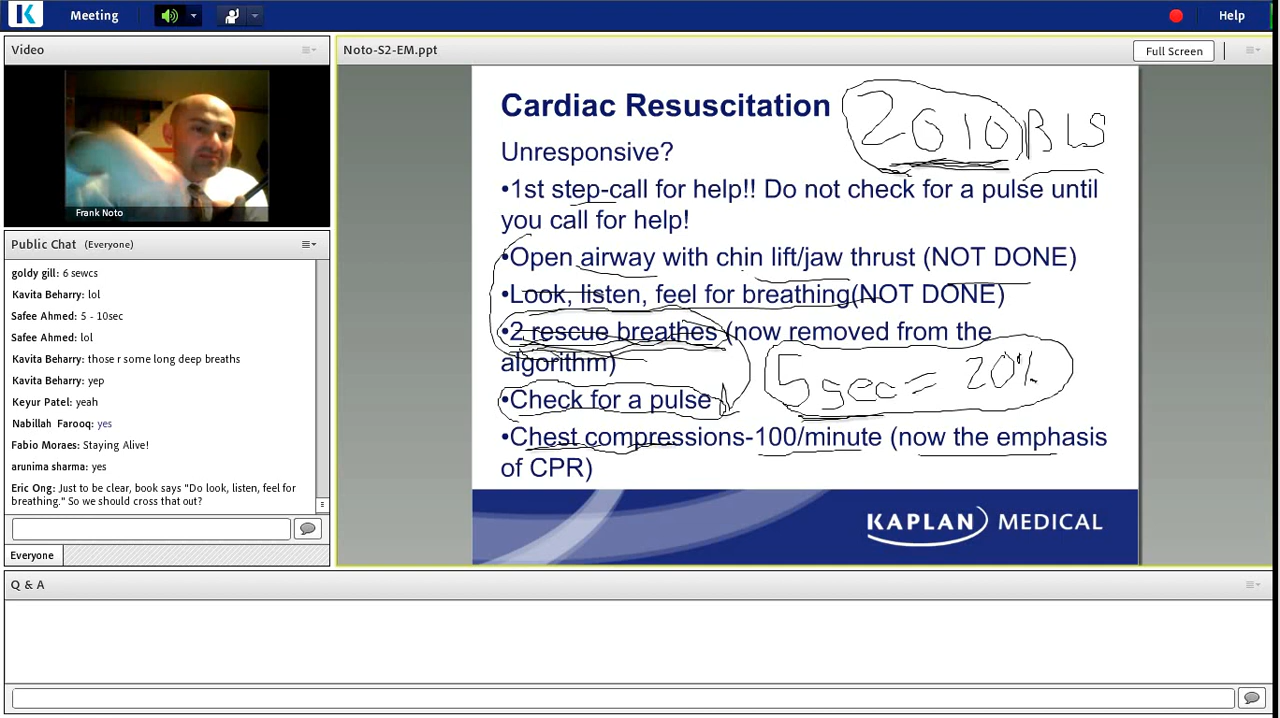 Meeting
Help
Video
Noto-S2-EM.ppt
Full Screen
Frank Noto
Public Chat (Everyone)
goldy gill: 6 sewcs
Kavita Beharry: lol
Safee Ahmed: 5 - 10sec
Safee Ahmed: lol
Kavita Beharry: those r some long deep breaths
Kavita Beharry: yep
Keyur Patel: yeah
Nabillah Farooq: yes
Fabio Moraes: Staying Alive!
arunima sharma: yes
Eric Ong: Just to be clear, book says "Do look, listen, feel for
breathing." So we should cross that out?
Everyone
Cardiac Resuscitation
2010 BLS
Unresponsive?
•1st step-call for help!! Do not check for a pulse until
you call for help!
•Open airway with chin lift/jaw thrust (NOT DONE)
•Look, listen, feel for breathing(NOT DONE)
•2 rescue breathes (now removed from the
algorithm)
5 sec = 20%
•Check for a pulse
•Chest compressions-100/minute (now the emphasis
of CPR)
KAPLAN MEDICAL
Q & A